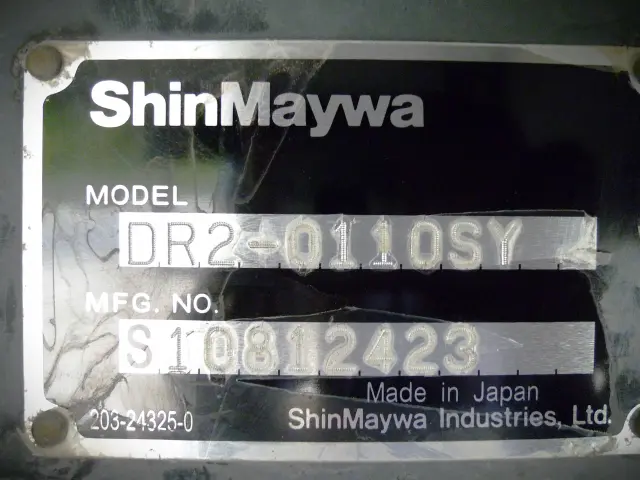 ShinMaywa
MODEL
DR2-0110SY
MFG. NO.
S10812423
Made in Japan
203-24325-0
ShinMaywa Industries, Ltd.